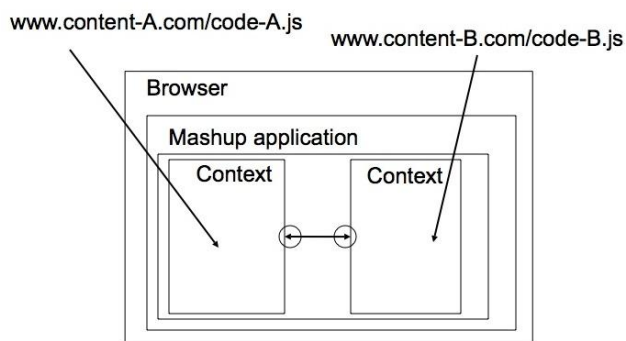 www.content-A.com/code-A.js
www.content-B.com/code-B.js
Browser
Mashup application
Context
Context